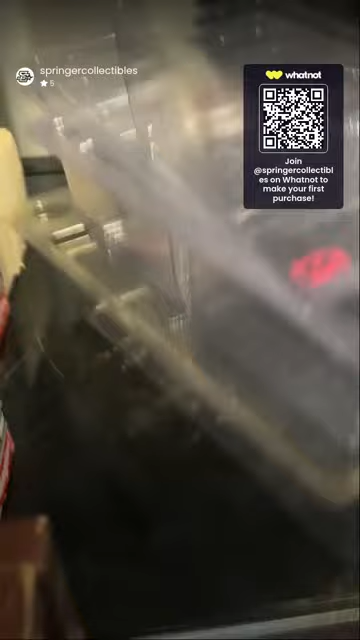 springercollectibles
★ 5
whatnot
Join
@springercollectibl
es on Whatnot to
make your first
purchase!